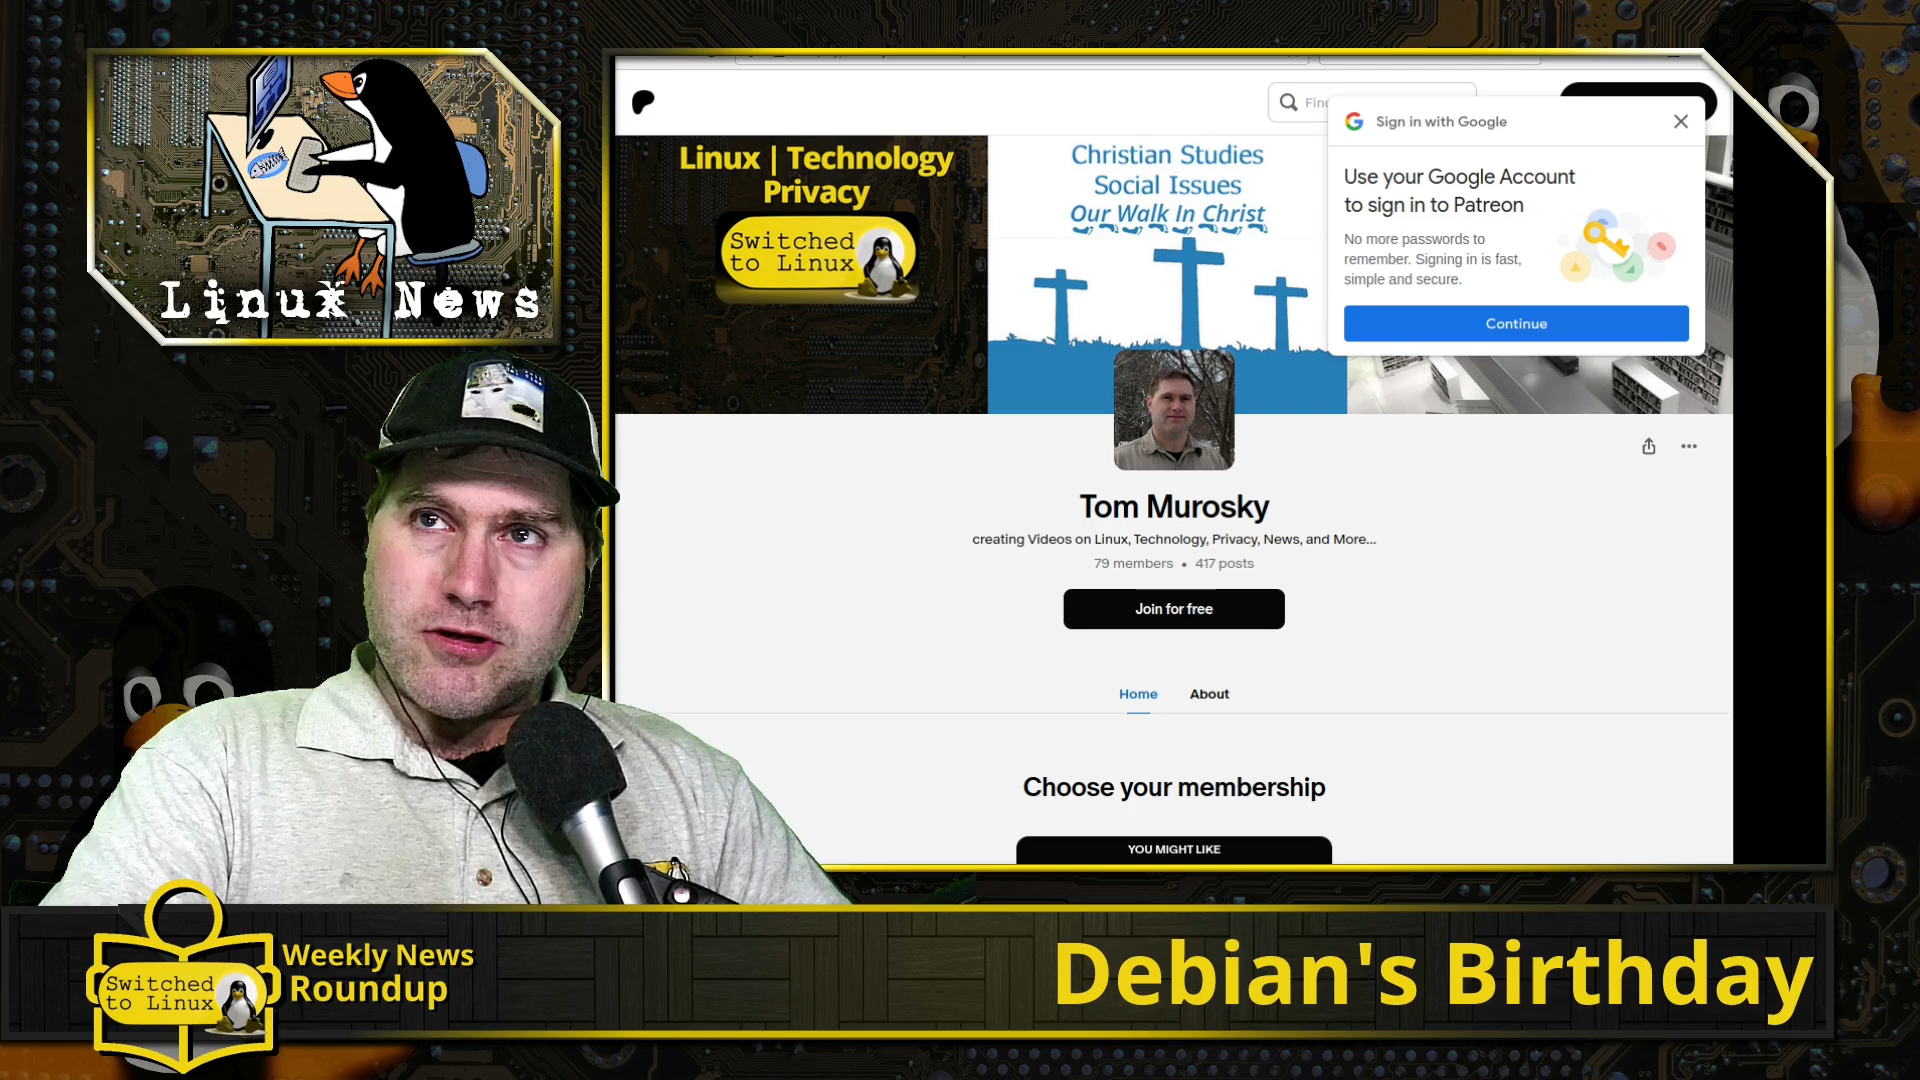 Linux News
Find
Sign in with Google
Use your Google Account
to sign in to Patreon
No more passwords to
remember. Signing in is fast,
simple and secure.
Continue
Linux | Technology
Privacy
Switched
to Linux
Christian Studies
Social Issues
Our Walk In Christ
Tom Murosky
creating Videos on Linux, Technology, Privacy, News, and More...
79 members • 417 posts
Join for free
Home
About
Choose your membership
YOU MIGHT LIKE
Switched
to Linux
Weekly News
Roundup
Debian's Birthday